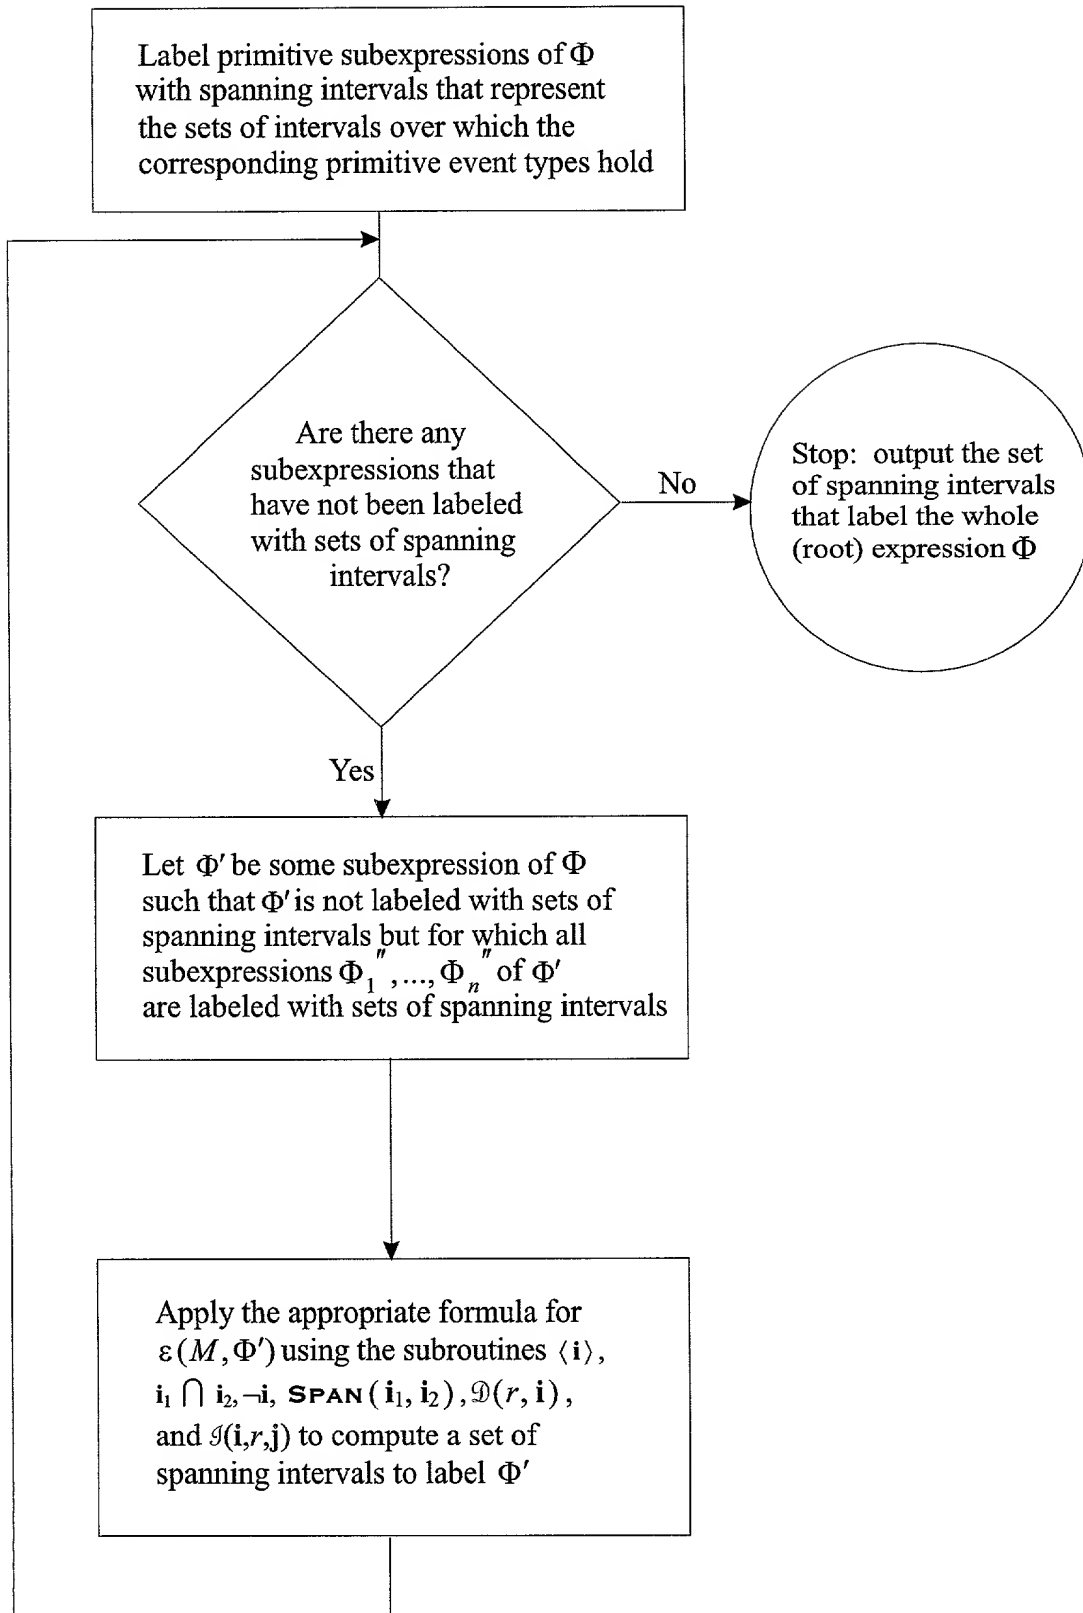 Label primitive subexpressions of Φ
with spanning intervals that represent
the sets of intervals over which the
corresponding primitive event types hold
Are there any
subexpressions that
have not been labeled
with sets of spanning
intervals?
No
Stop: output the set
of spanning intervals
that label the whole
(root) expression Φ
Yes
Let Φ′ be some subexpression of Φ
such that Φ′ is not labeled with sets of
spanning intervals but for which all
subexpressions Φ₁″,..., Φₙ″ of Φ′
are labeled with sets of spanning intervals
Apply the appropriate formula for
ε(M,Φ′) using the subroutines ⟨i⟩,
i₁ ⋂ i₂,¬i, SPAN(i₁, i₂),𝒟(r, i),
and ℐ(i,r,j) to compute a set of
spanning intervals to label Φ′